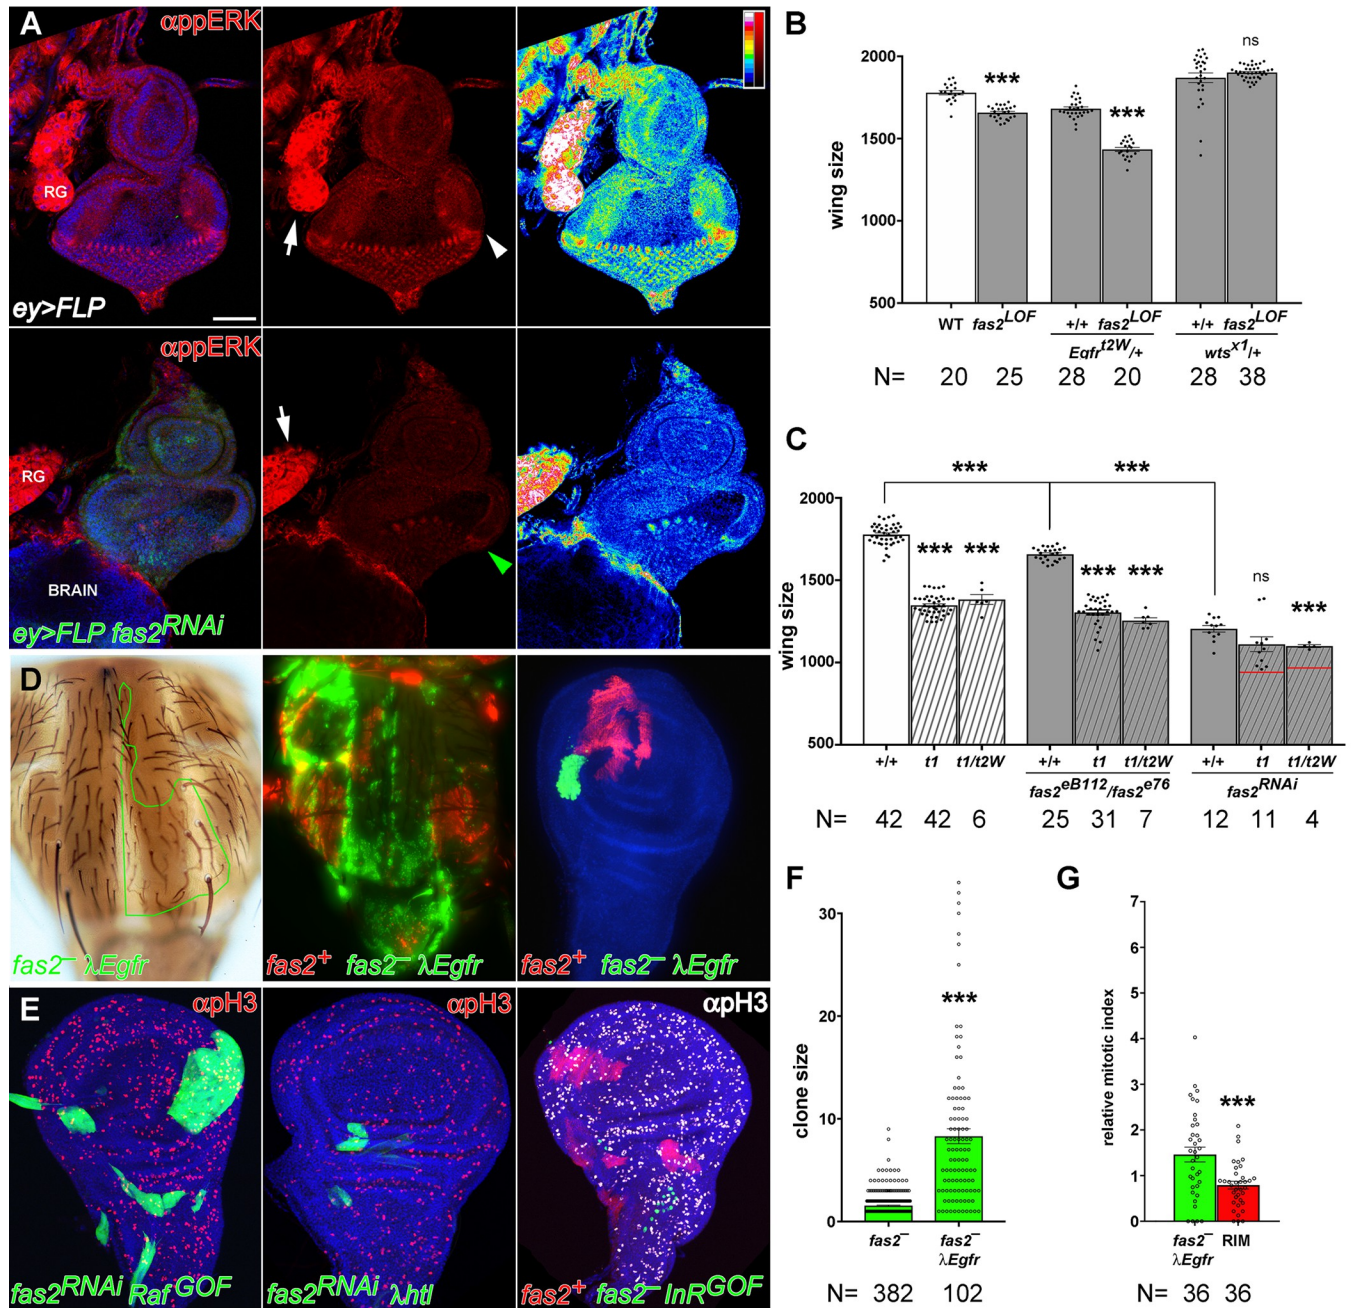 A
αppERK
RG
ey>FLP
αppERK
RG
BRAIN
ey>FLP fas2RNAi
B
wing size
2000
1500
1000
500
***
***
ns
WT fas2LOF
+/+ fas2LOF
Egfrt2W/+
+/+ fas2LOF
wtsx1/+
N= 20 25 28 20 28 38
C
wing size
2000
1500
1000
500
***
***
*** ***
*** ***
ns ***
+/+ t1 t1/t2W
+/+ t1 t1/t2W
fas2eB112/fas2e76
+/+ t1 t1/t2W
fas2RNAi
N= 42 42 6 25 31 7 12 11 4
D
fas2– λEgfr
fas2+ fas2– λEgfr
fas2+ fas2– λEgfr
E
αpH3
fas2RNAi RafGOF
αpH3
fas2RNAi λhtl
αpH3
fas2+ fas2– InRGOF
F
clone size
30
20
10
0
***
fas2–
fas2–
λEgfr
N= 382 102
G
relative mitotic index
7
5
3
2
1
0
***
fas2–
λEgfr
RIM
N= 36 36